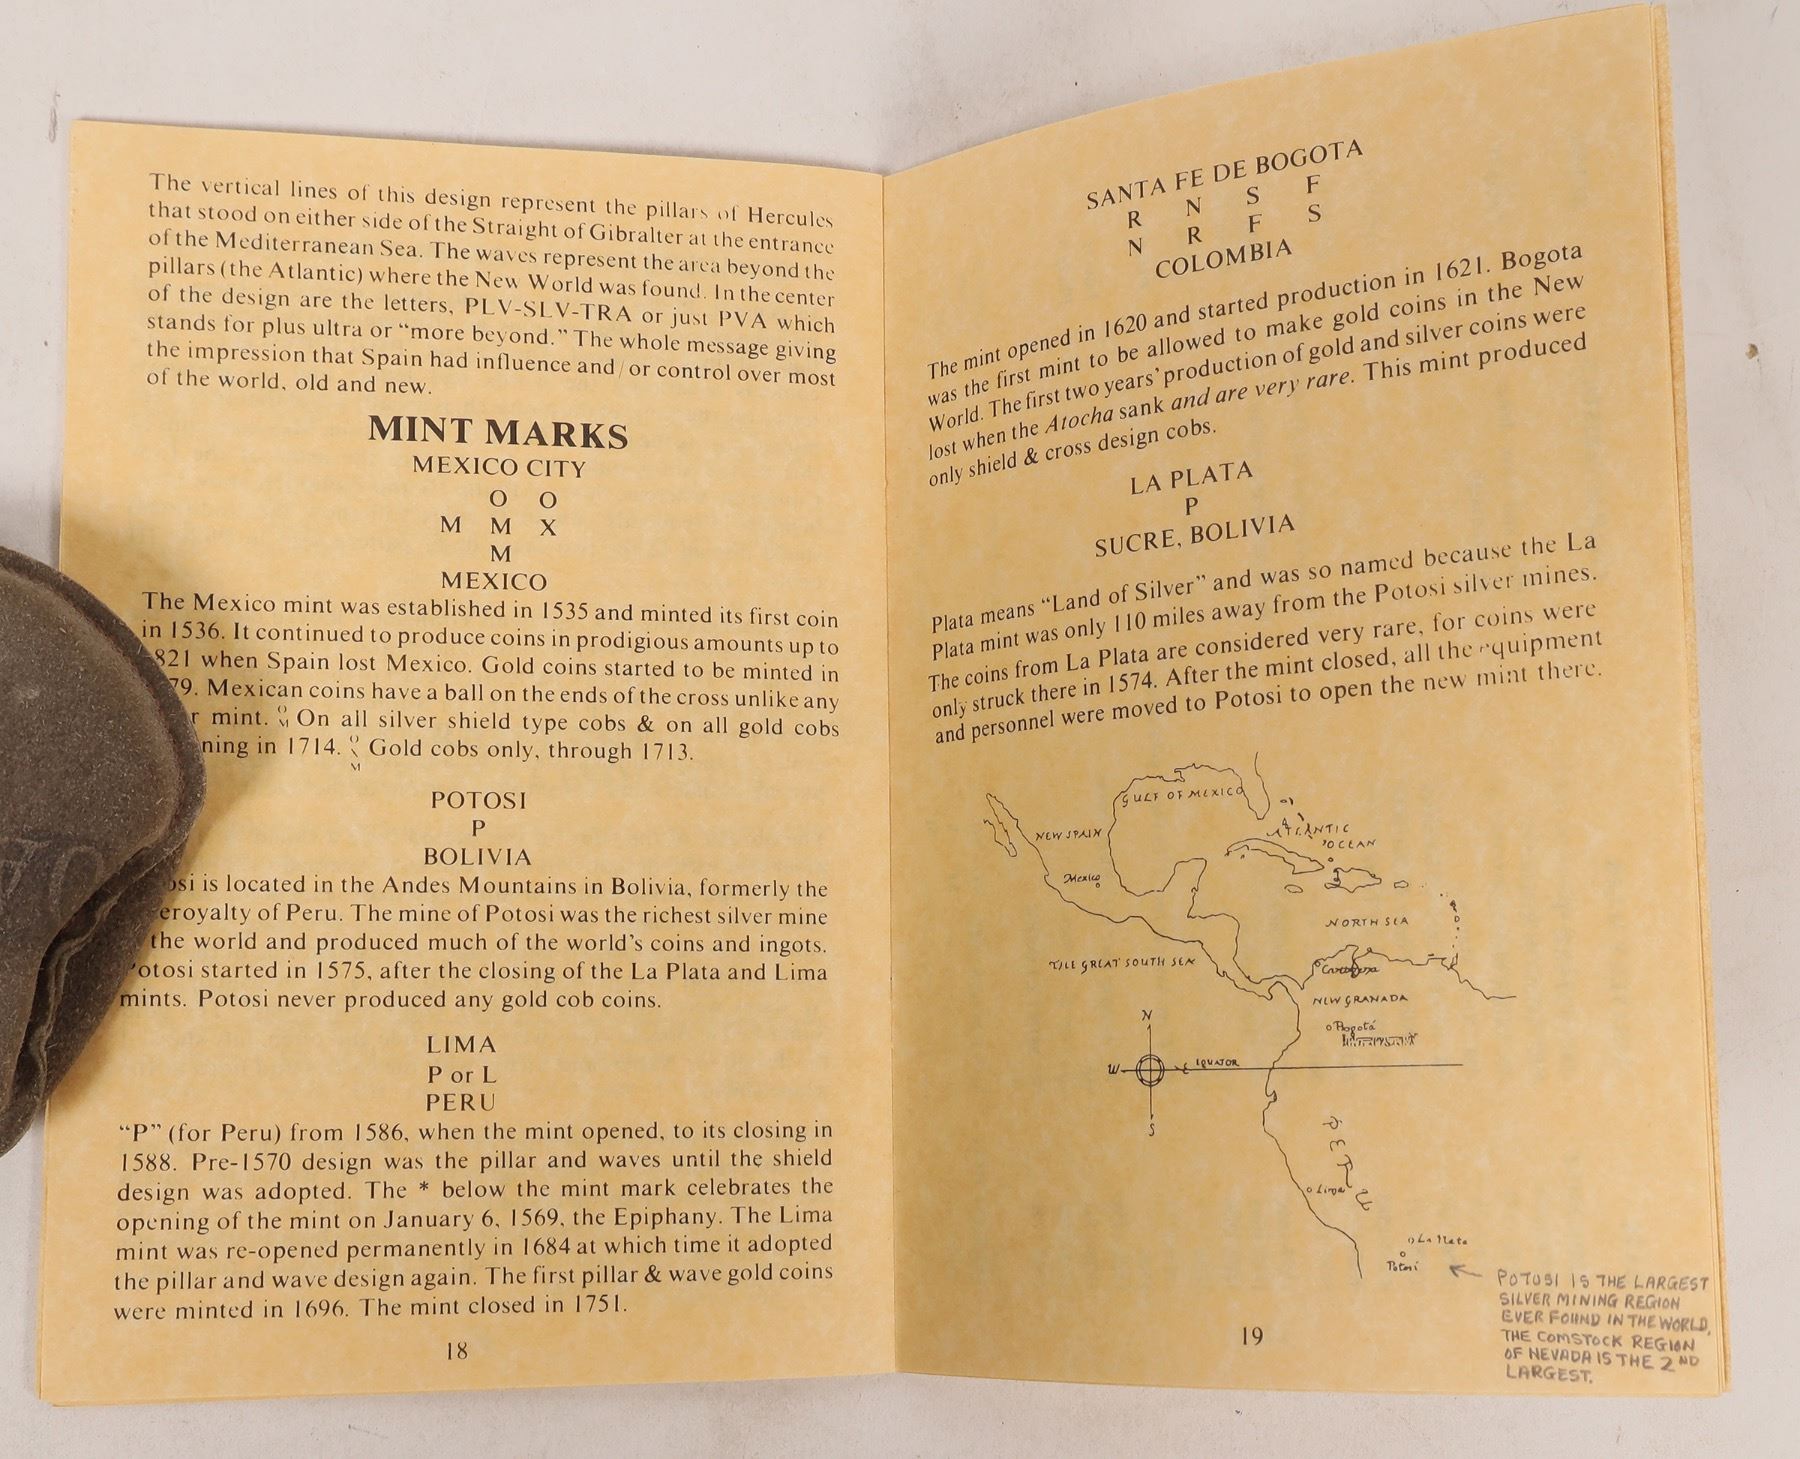 The vertical lines of this design represent the pillars of Hercules
that stood on either side of the Straight of Gibralter at the entrance
of the Mediterranean Sea. The waves represent the area beyond the
pillars (the Atlantic) where the New World was found. In the center
of the design are the letters, PLV-SLV-TRA or just PVA which
stands for plus ultra or “more beyond.” The whole message giving
the impression that Spain had influence and/or control over most
of the world, old and new.
MINT MARKS
MEXICO CITY
O O
M M X
M
MEXICO
The Mexico mint was established in 1535 and minted its first coin
in 1536. It continued to produce coins in prodigious amounts up to
821 when Spain lost Mexico. Gold coins started to be minted in
79. Mexican coins have a ball on the ends of the cross unlike any
r mint. O M On all silver shield type cobs & on all gold cobs
ning in 1714. O X M Gold cobs only, through 1713.
POTOSI
P
BOLIVIA
osi is located in the Andes Mountains in Bolivia, formerly the
eroyalty of Peru. The mine of Potosi was the richest silver mine
the world and produced much of the world’s coins and ingots.
Potosi started in 1575, after the closing of the La Plata and Lima
mints. Potosi never produced any gold cob coins.
LIMA
P or L
PERU
“P” (for Peru) from 1586, when the mint opened, to its closing in
1588. Pre-1570 design was the pillar and waves until the shield
design was adopted. The * below the mint mark celebrates the
opening of the mint on January 6, 1569, the Epiphany. The Lima
mint was re-opened permanently in 1684 at which time it adopted
the pillar and wave design again. The first pillar & wave gold coins
were minted in 1696. The mint closed in 1751.
18
SANTA FE DE BOGOTA
R N S F
N R F S
COLOMBIA
The mint opened in 1620 and started production in 1621. Bogota
was the first mint to be allowed to make gold coins in the New
World. The first two years’ production of gold and silver coins were
lost when the Atocha sank and are very rare. This mint produced
only shield & cross design cobs.
LA PLATA
P
SUCRE, BOLIVIA
Plata means “Land of Silver” and was so named because the La
Plata mint was only 110 miles away from the Potosi silver mines.
The coins from La Plata are considered very rare, for coins were
only struck there in 1574. After the mint closed, all the equipment
and personnel were moved to Potosi to open the new mint there.
GULF OF MEXICO
NEW SPAIN
ATLANTIC
OCEAN
Mexico
NORTH SEA
THE GREAT SOUTH SEA
Cartagena
NEW GRANADA
N
Bogotá
W E EQUATOR
S
PERU
Lima
La Plata
Potosí
POTOSI IS THE LARGEST
SILVER MINING REGION
EVER FOUND IN THE WORLD.
THE COMSTOCK REGION
OF NEVADA IS THE 2ND
LARGEST.
19